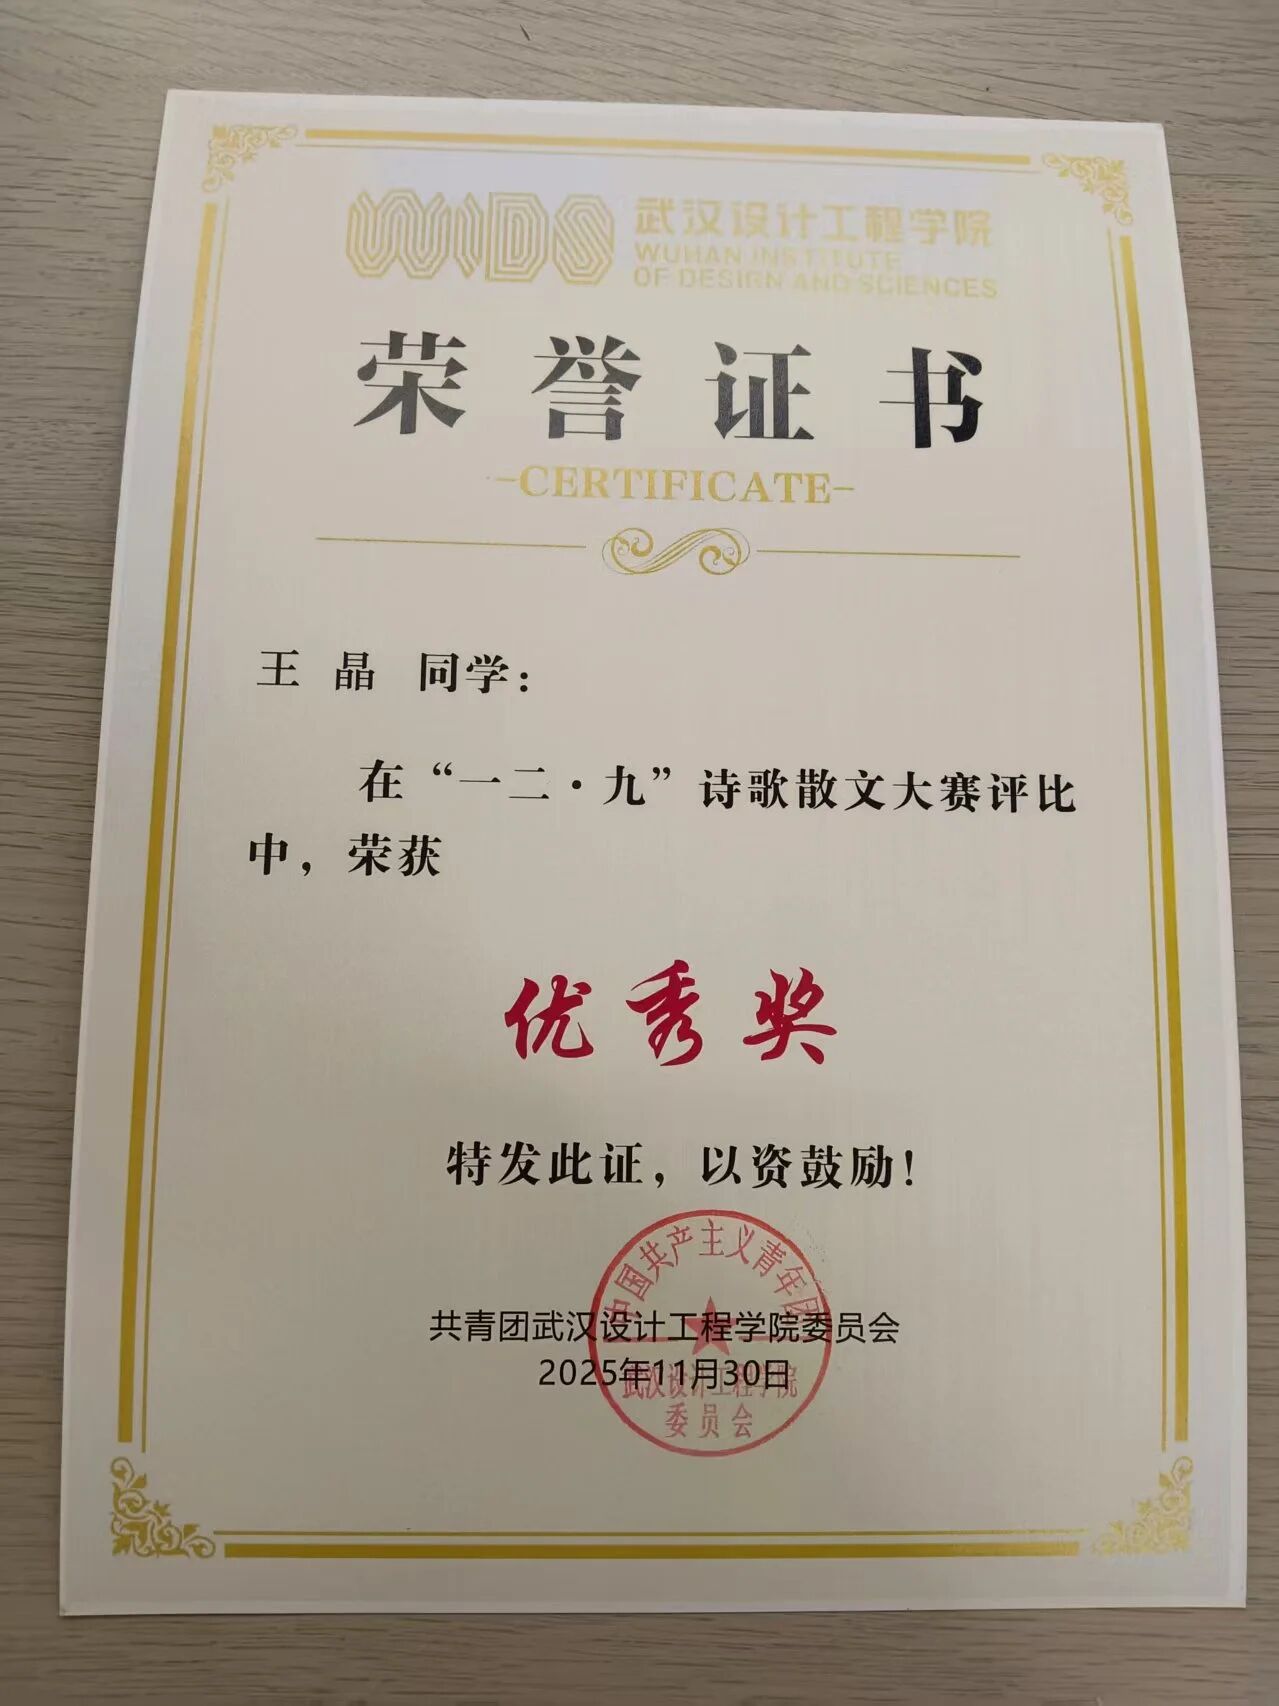 WIDS 武汉设计工程学院
WUHAN INSTITUTE
OF DESIGN AND SCIENCES
荣誉证书
-CERTIFICATE-
王 晶 同学：
在“一二·九”诗歌散文大赛评比
中，荣获
优秀奖
特发此证，以资鼓励！
共青团武汉设计工程学院委员会
2025年11月30日
中国共产主义青年团
武汉设计工程学院
委员会